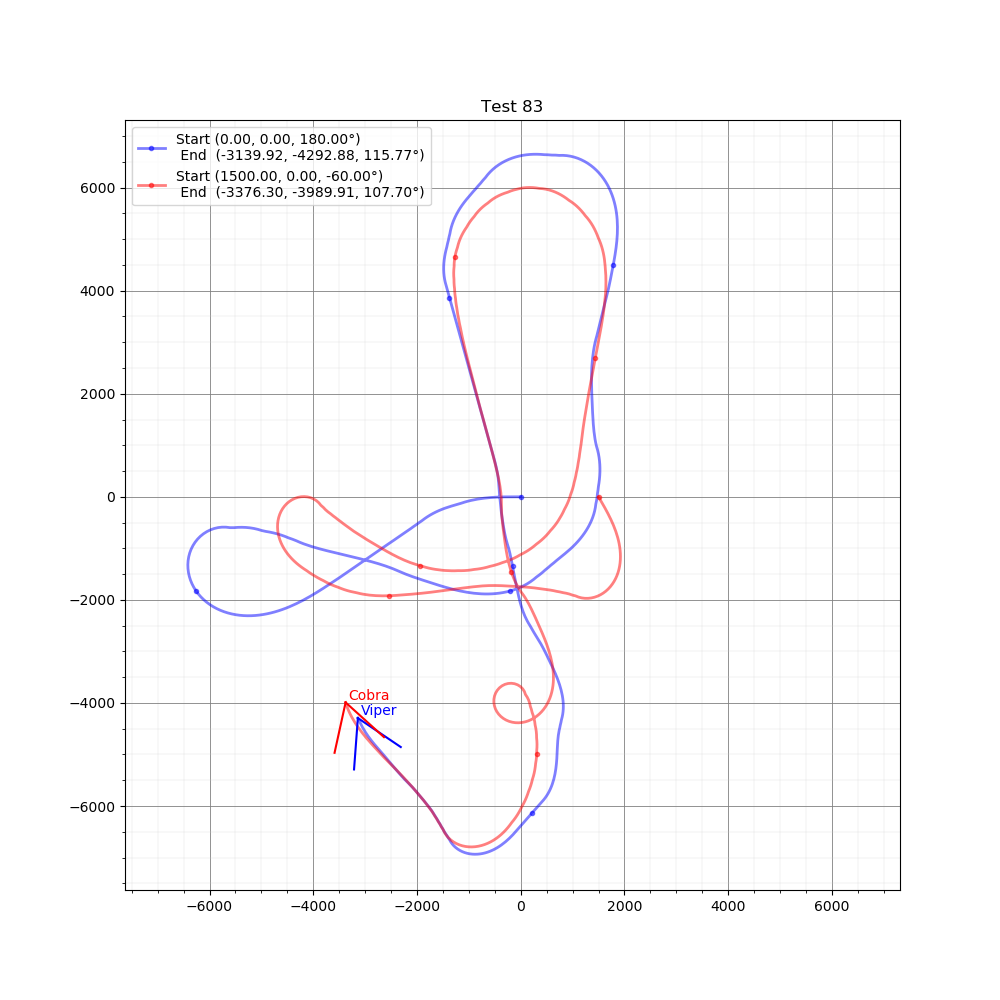 Test 83
Start (0.00, 0.00, 180.00°)
End  (-3139.92, -4292.88, 115.77°)
Start (1500.00, 0.00, -60.00°)
End  (-3376.30, -3989.91, 107.70°)
6000
4000
2000
0
−2000
−4000
−6000
Cobra
Viper
−6000 −4000 −2000 0 2000 4000 6000